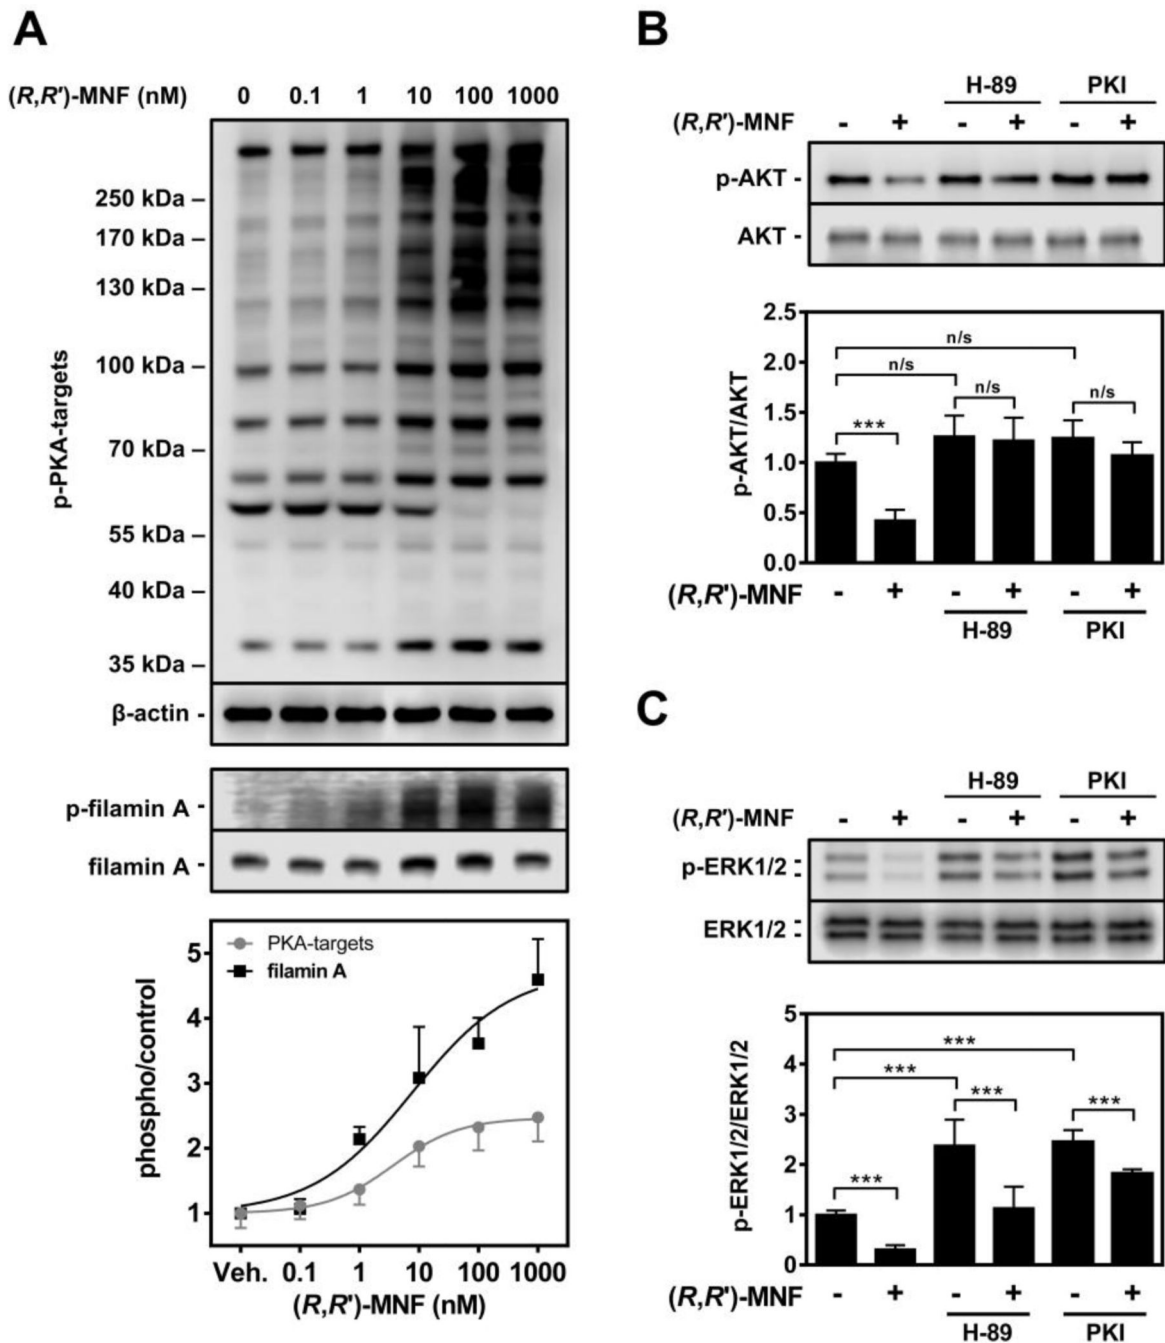 A
(R,R')-MNF (nM) 0 0.1 1 10 100 1000
250 kDa –
170 kDa –
130 kDa –
100 kDa –
70 kDa –
55 kDa –
40 kDa –
35 kDa –
p-PKA-targets
β-actin -
p-filamin A -
filamin A -
PKA-targets
filamin A
5
4
3
2
1
phospho/control
Veh. 0.1 1 10 100 1000
(R,R')-MNF (nM)
B
H-89 PKI
(R,R')-MNF - + - + - +
p-AKT -
AKT -
2.5
2.0
1.5
1.0
0.5
0.0
p-AKT/AKT
n/s
n/s
n/s
n/s
***
(R,R')-MNF - + - + - +
H-89 PKI
C
H-89 PKI
(R,R')-MNF - + - + - +
p-ERK1/2 -
-
ERK1/2 -
-
5
4
3
2
1
0
p-ERK1/2/ERK1/2
***
***
***
***
***
(R,R')-MNF - + - + - +
H-89 PKI